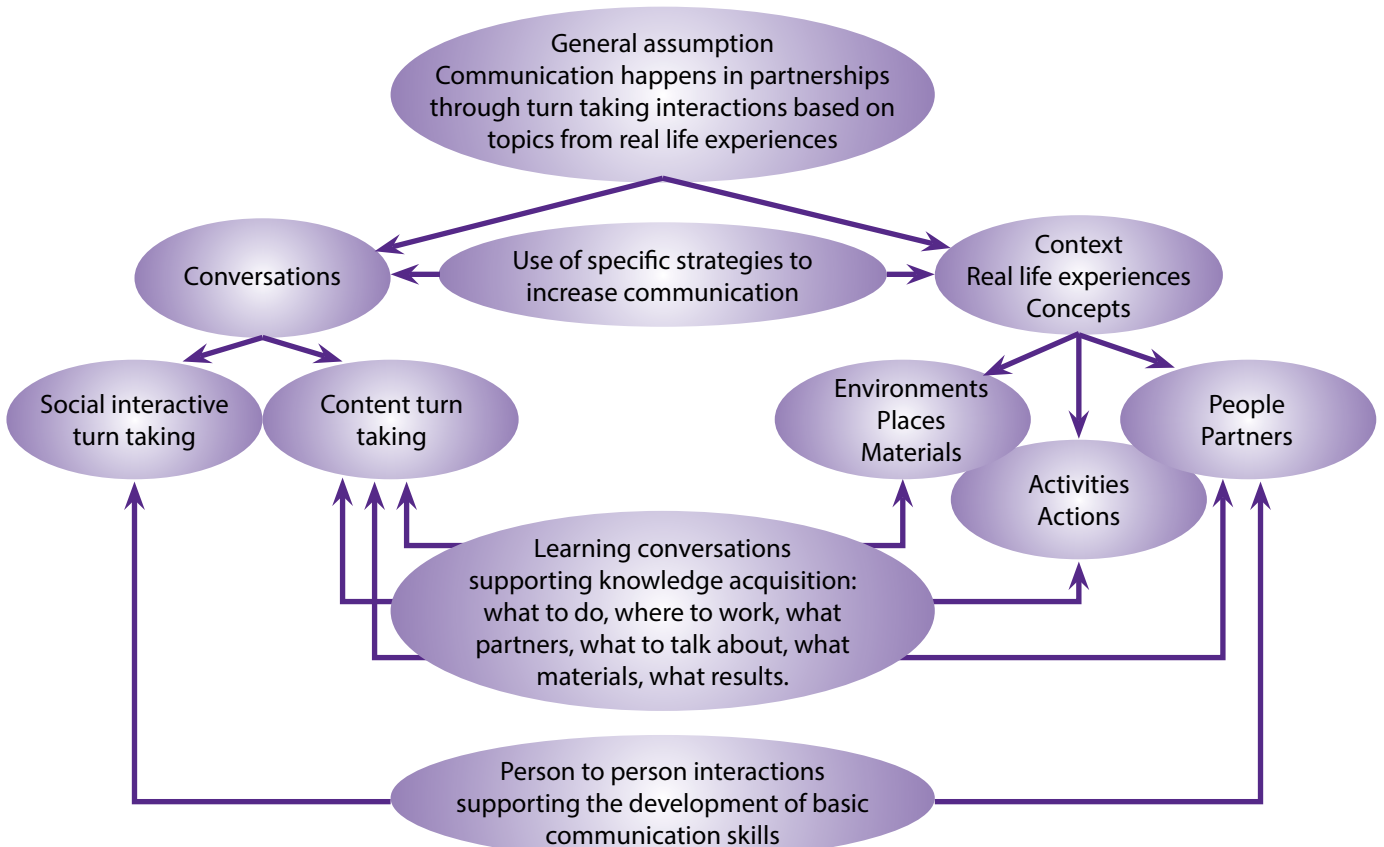 General assumption
Communication happens in partnerships
through turn taking interactions based on
topics from real life experiences
Conversations
Use of specific strategies to
increase communication
Context
Real life experiences
Concepts
Social interactive
turn taking
Content turn
taking
Environments
Places
Materials
Activities
Actions
People
Partners
Learning conversations
supporting knowledge acquisition:
what to do, where to work, what
partners, what to talk about, what
materials, what results.
Person to person interactions
supporting the development of basic
communication skills